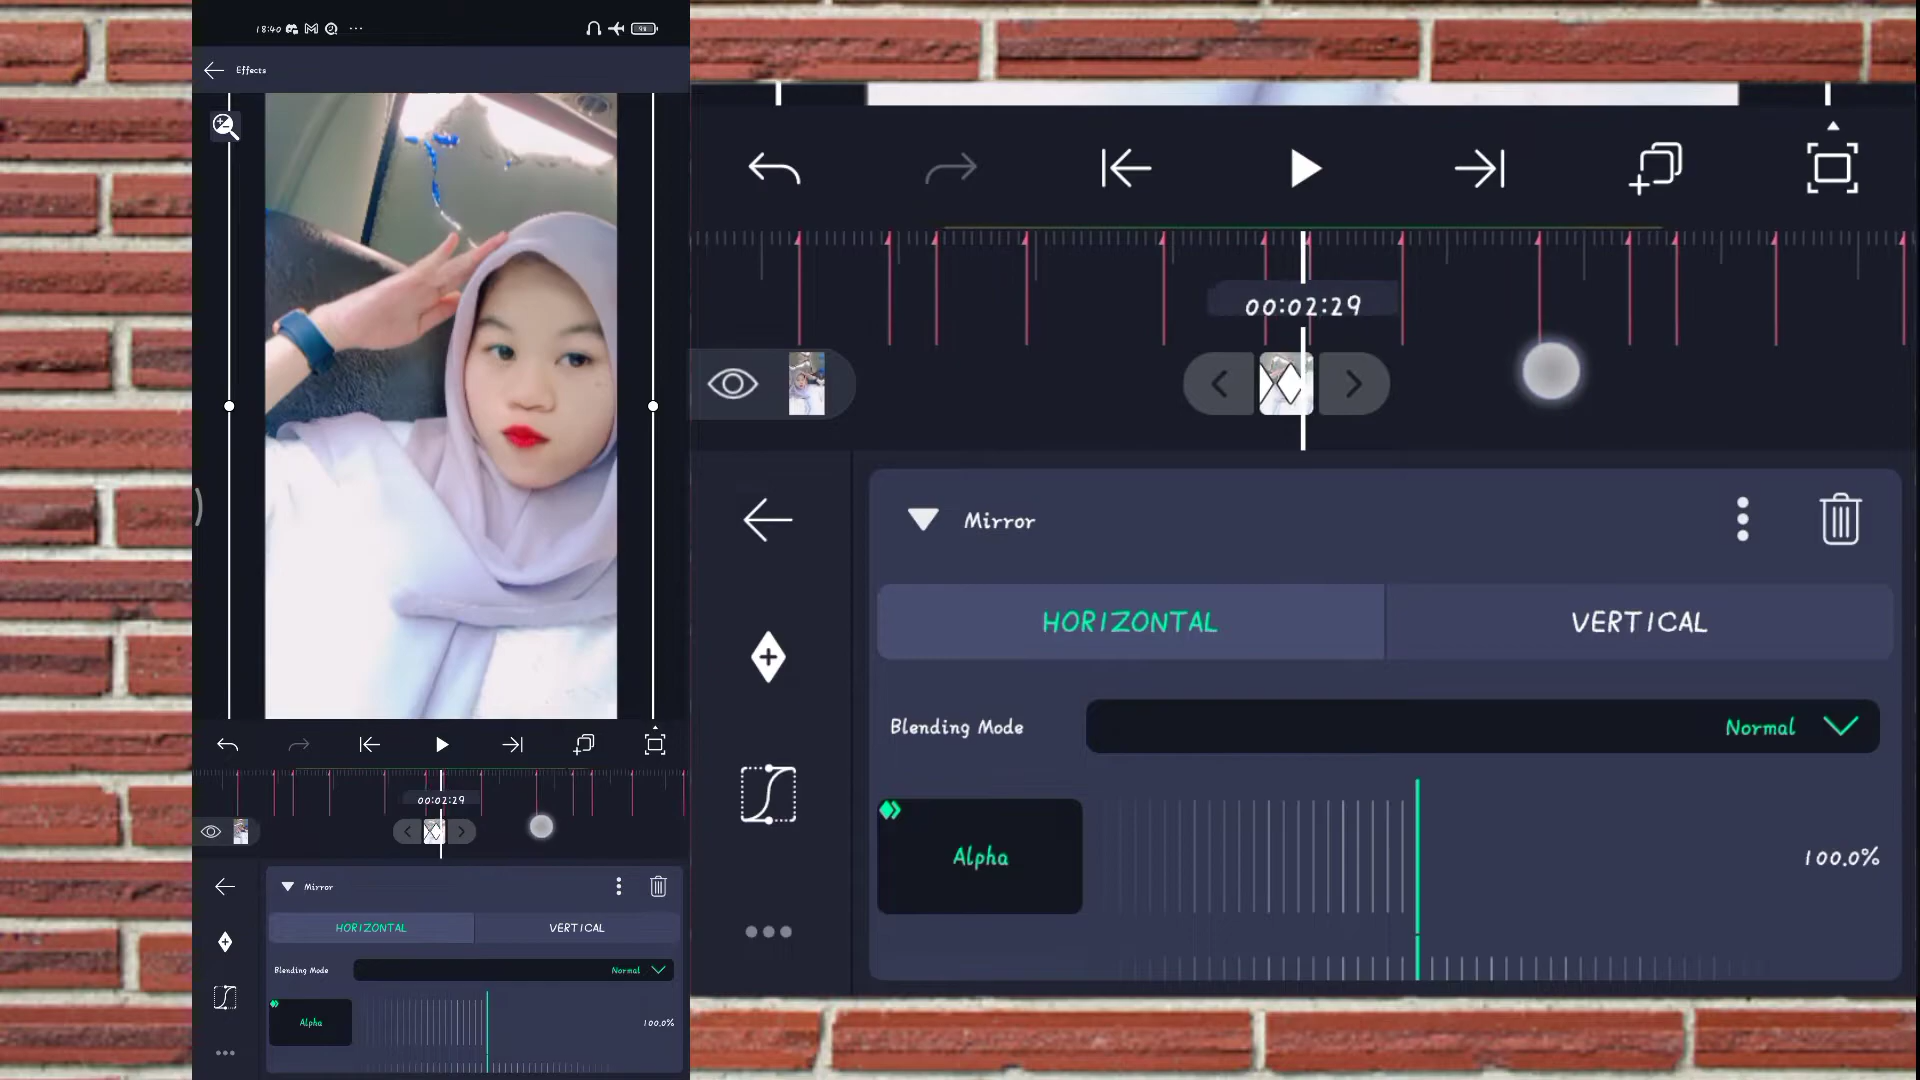 18:40
Effects
00:02:29
Mirror
HORIZONTAL VERTICAL
Blending Mode Normal
Alpha 100.0%
00:02:29
Mirror
HORIZONTAL VERTICAL
Blending Mode Normal
Alpha 100.0%